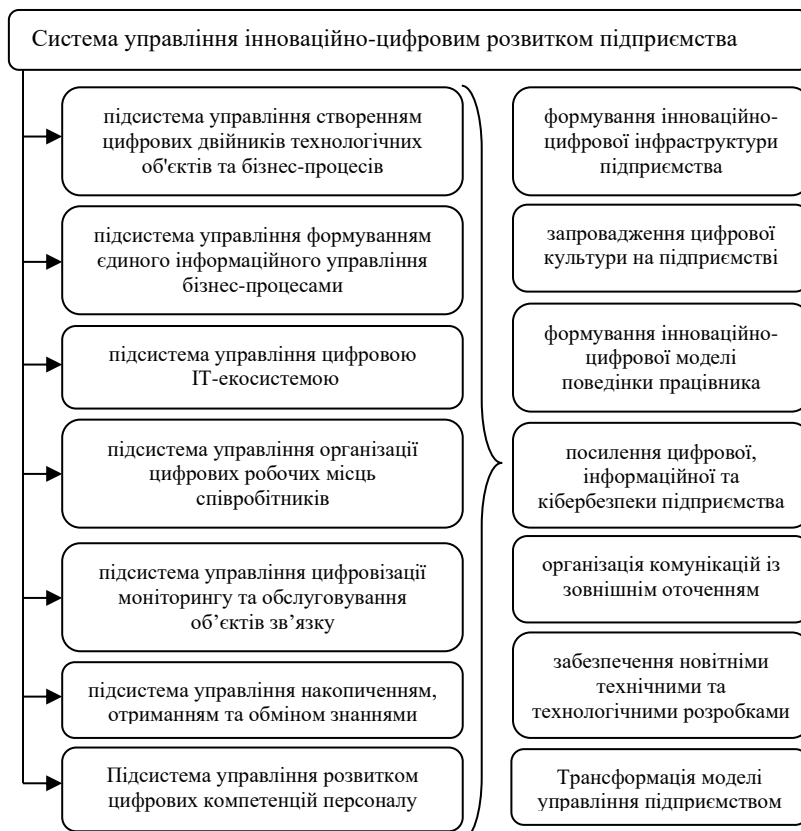 Система управління інноваційно-цифровим розвитком підприємства
підсистема управління створенням
цифрових двійників технологічних
об'єктів та бізнес-процесів
підсистема управління формуванням
єдиного інформаційного управління
бізнес-процесами
підсистема управління цифровою
ІТ-екосистемою
підсистема управління організації
цифрових робочих місць
співробітників
підсистема управління цифровізації
моніторингу та обслуговування
об’єктів зв’язку
підсистема управління накопиченням,
отриманням та обміном знаннями
Підсистема управління розвитком
цифрових компетенцій персоналу
формування інноваційно-
цифрової інфраструктури
підприємства
запровадження цифрової
культури на підприємстві
формування інноваційно-
цифрової моделі
поведінки працівника
посилення цифрової,
інформаційної та
кібербезпеки підприємства
організація комунікацій із
зовнішнім оточенням
забезпечення новітніми
технічними та
технологічними розробками
Трансформація моделі
управління підприємством